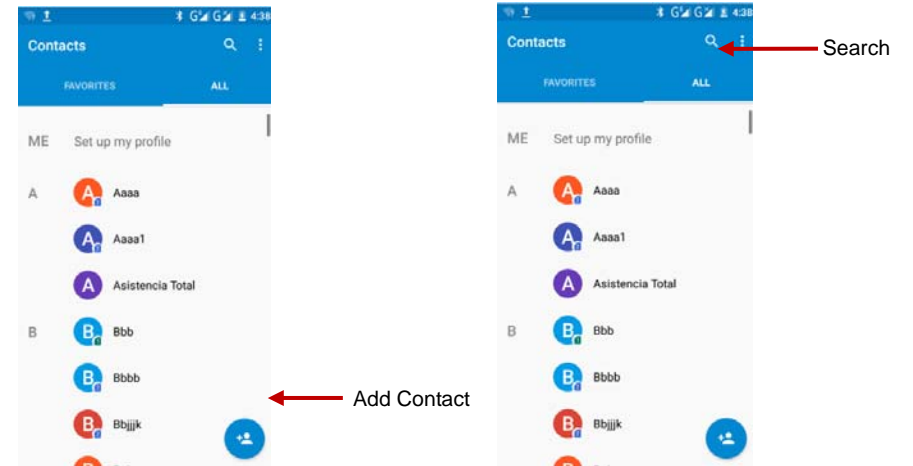 G G 4:38
Contacts
FAVORITES ALL
ME Set up my profile
A A Aaaa
A Aaaa1
A Asistencia Total
B B Bbb
B Bbbb
B Bbjjjk
Add Contact
G G 4:38
Contacts
Search
FAVORITES ALL
ME Set up my profile
A A Aaaa
A Aaaa1
A Asistencia Total
B B Bbb
B Bbbb
B Bbjjjk